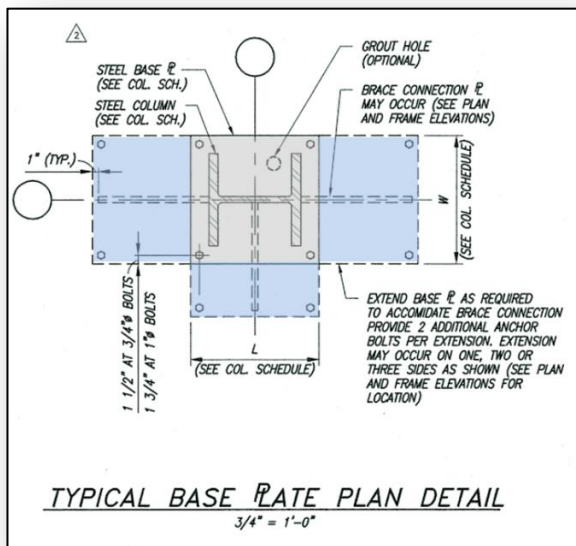 2
STEEL BASE ℙL
(SEE COL. SCH.)
STEEL COLUMN
(SEE COL. SCH.)
GROUT HOLE
(OPTIONAL)
BRACE CONNECTION ℙL
MAY OCCUR (SEE PLAN
AND FRAME ELEVATIONS)
1" (TYP.)
W
(SEE COL. SCHEDULE)
1 1/2" AT 3/4"ø BOLTS
1 3/4" AT 1"ø BOLTS
L
(SEE COL. SCHEDULE)
EXTEND BASE ℙL AS REQUIRED
TO ACCOMIDATE BRACE CONNECTION
PROVIDE 2 ADDITIONAL ANCHOR
BOLTS PER EXTENSION. EXTENSION
MAY OCCUR ON ONE, TWO OR
THREE SIDES AS SHOWN (SEE PLAN
AND FRAME ELEVATIONS FOR
LOCATION)
TYPICAL BASE PLATE PLAN DETAIL
3/4" = 1'-0"